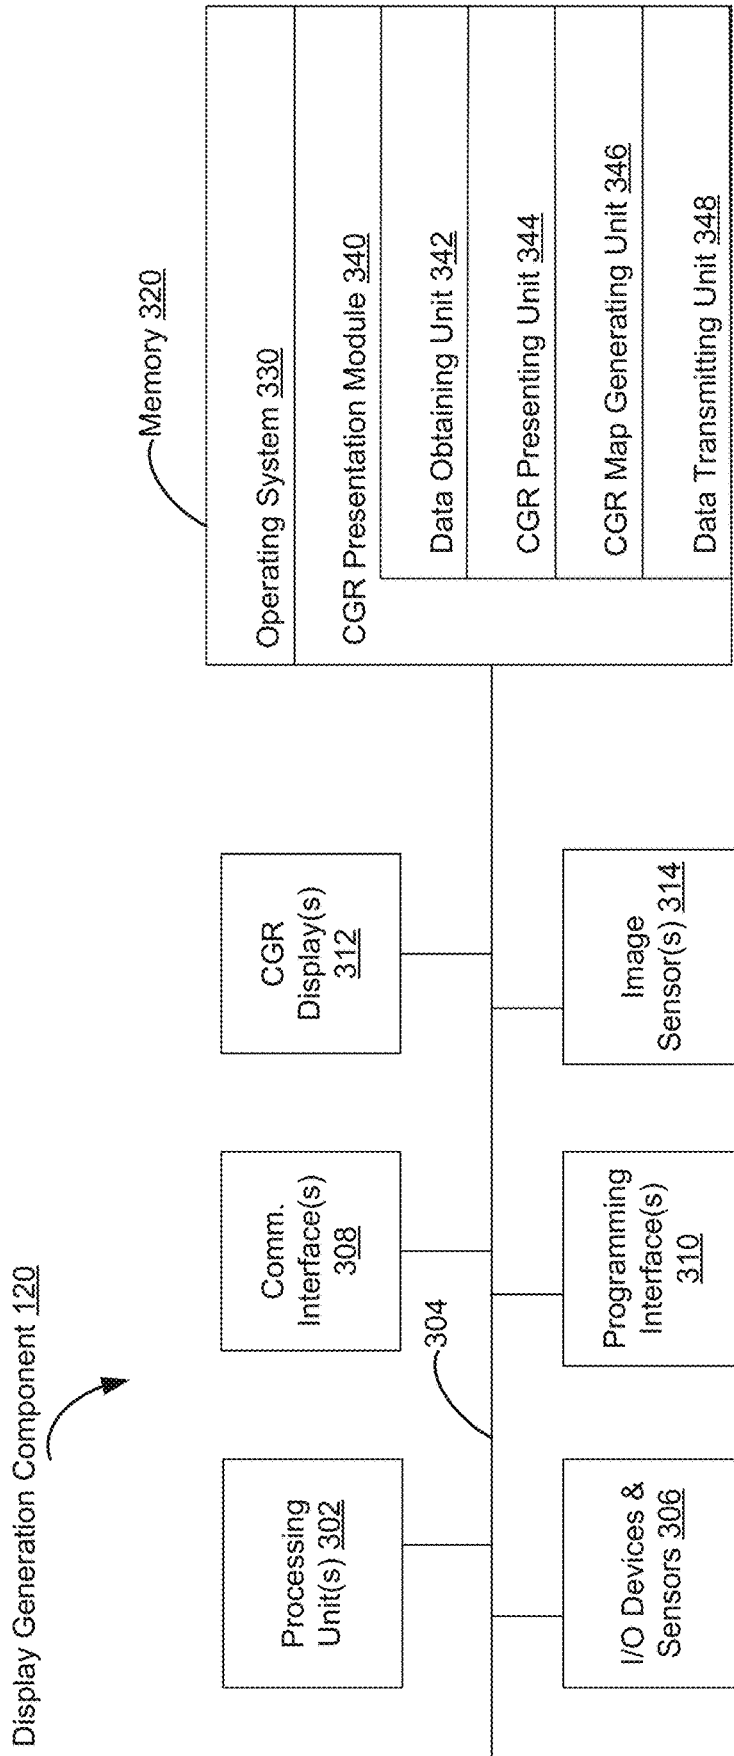 Display Generation Component 120
Processing
Unit(s) 302
Comm.
Interface(s)
308
CGR
Display(s)
312
304
I/O Devices &
Sensors 306
Programming
Interface(s)
310
Image
Sensor(s) 314
Memory 320
Operating System 330
CGR Presentation Module 340
Data Obtaining Unit 342
CGR Presenting Unit 344
CGR Map Generating Unit 346
Data Transmitting Unit 348